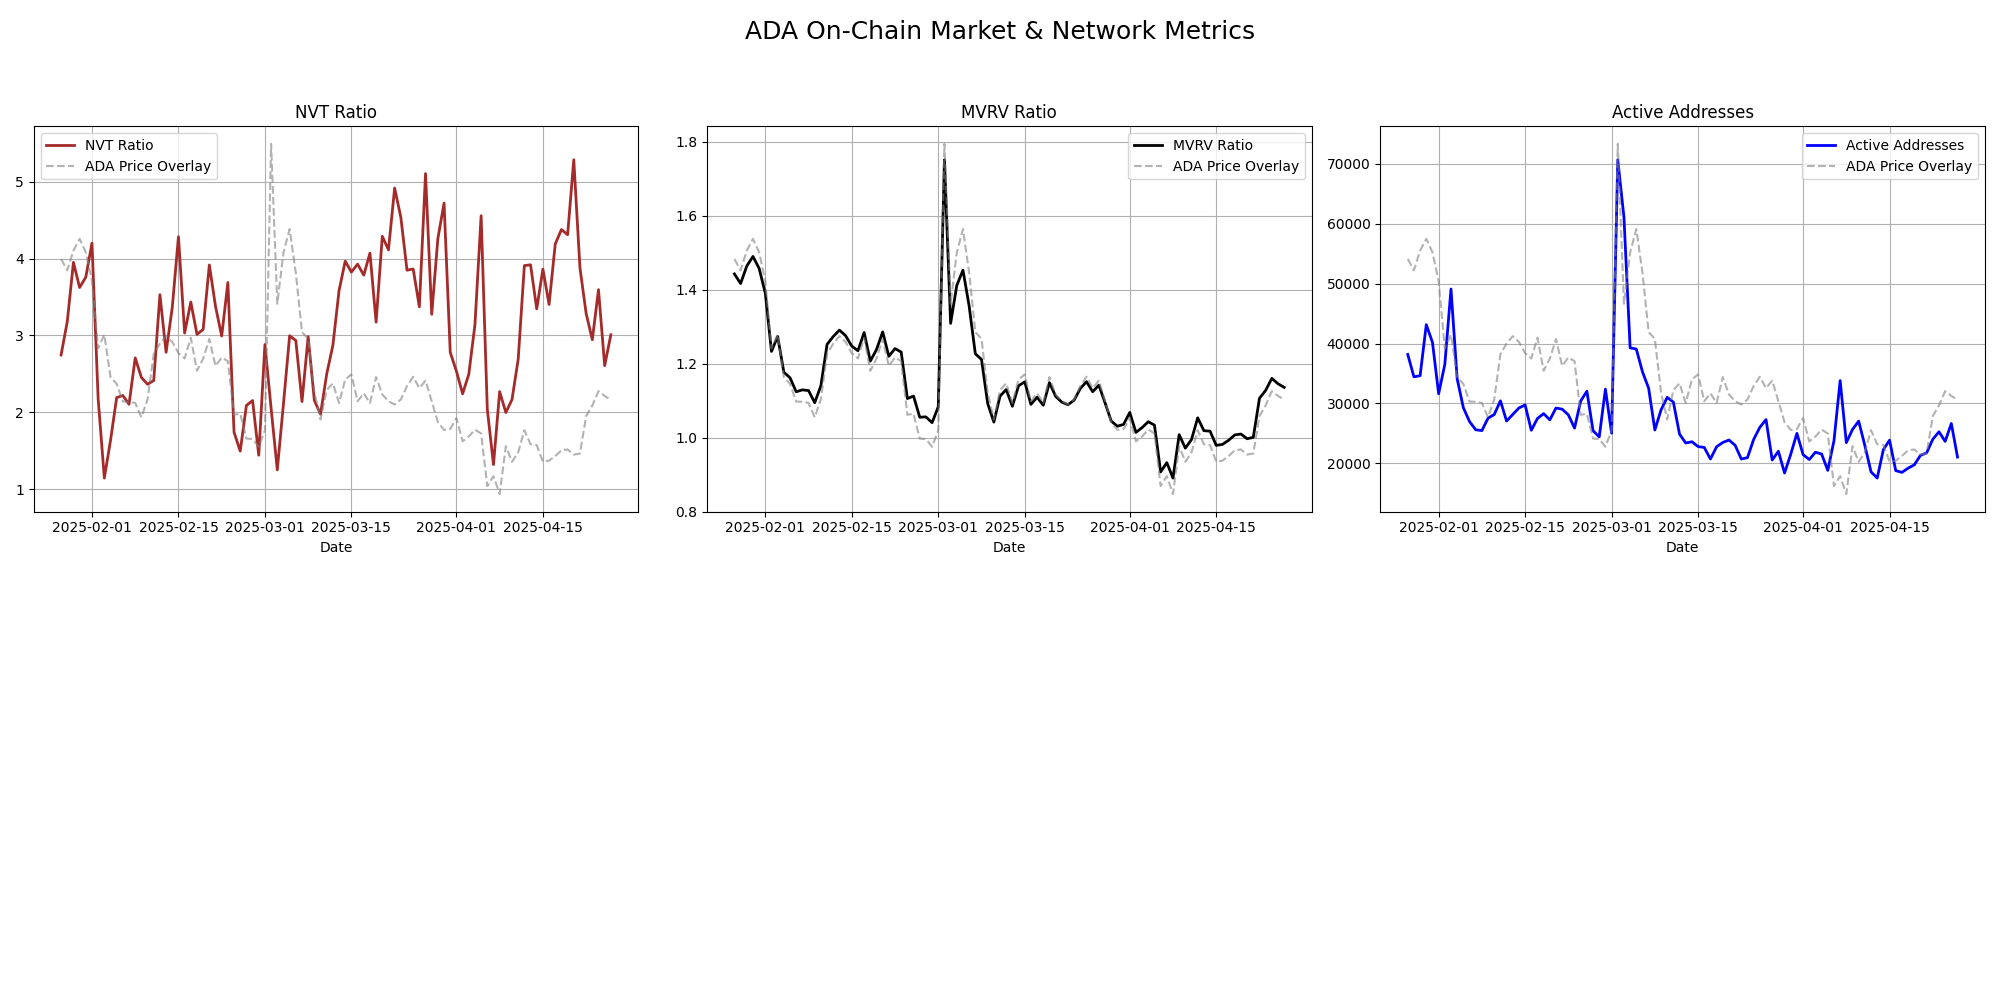 ADA On-Chain Market & Network Metrics
NVT Ratio
NVT Ratio
ADA Price Overlay
5
4
3
2
1
2025-02-01 2025-02-15 2025-03-01 2025-03-15 2025-04-01 2025-04-15
Date
MVRV Ratio
MVRV Ratio
ADA Price Overlay
1.8
1.6
1.4
1.2
1.0
0.8
2025-02-01 2025-02-15 2025-03-01 2025-03-15 2025-04-01 2025-04-15
Date
Active Addresses
Active Addresses
ADA Price Overlay
70000
60000
50000
40000
30000
20000
2025-02-01 2025-02-15 2025-03-01 2025-03-15 2025-04-01 2025-04-15
Date